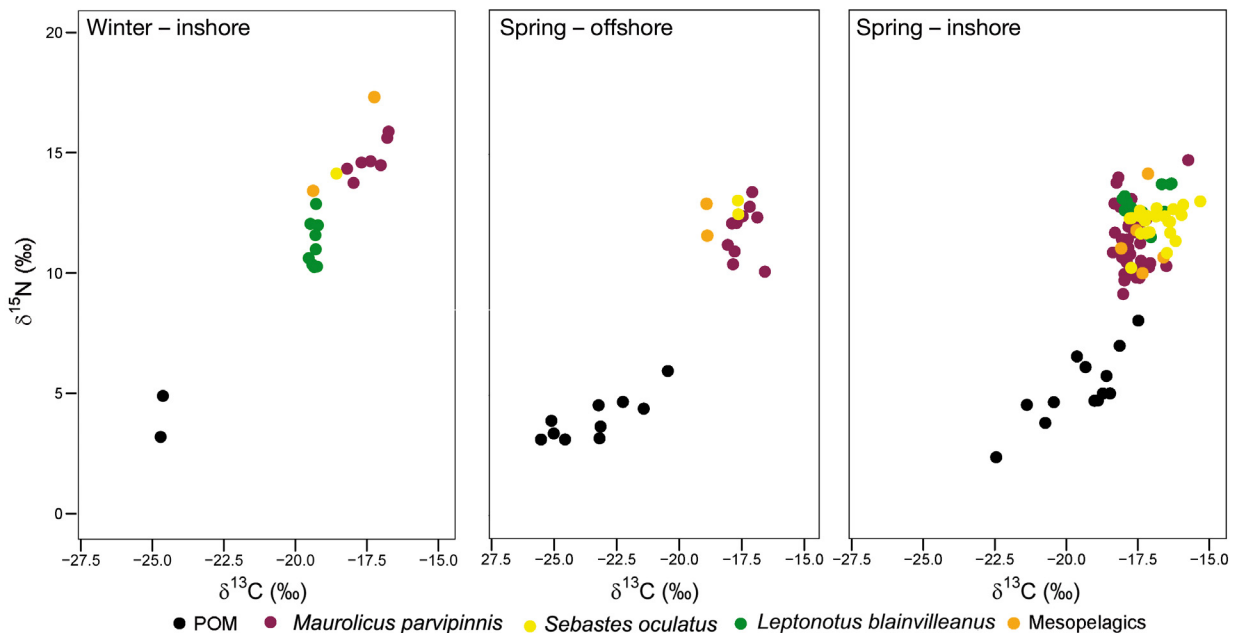 Winter – inshore
Spring – offshore
Spring – inshore
20
15
10
5
0
δ15N (‰)
−27.5 −25.0 −22.5 −20.0 −17.5 −15.0
−27.5 −25.0 −22.5 −20.0 −17.5 −15.0
−27.5 −25.0 −22.5 −20.0 −17.5 −15.0
δ13C (‰)
δ13C (‰)
δ13C (‰)
POM Maurolicus parvipinnis Sebastes oculatus Leptonotus blainvilleanus Mesopelagics